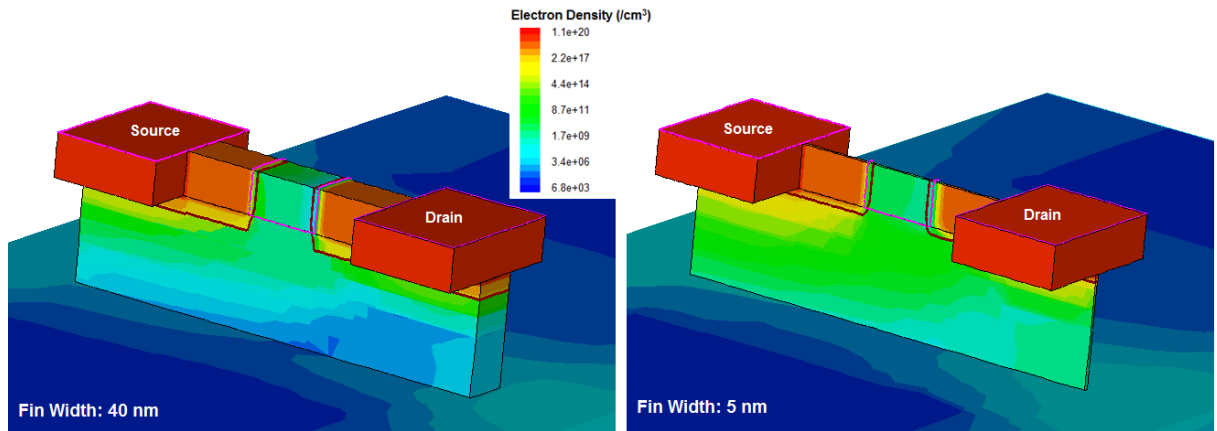 Electron Density (/cm³)
1.1e+20
2.2e+17
4.4e+14
8.7e+11
1.7e+09
3.4e+06
6.8e+03
Source
Drain
Fin Width: 40 nm
Source
Drain
Fin Width: 5 nm